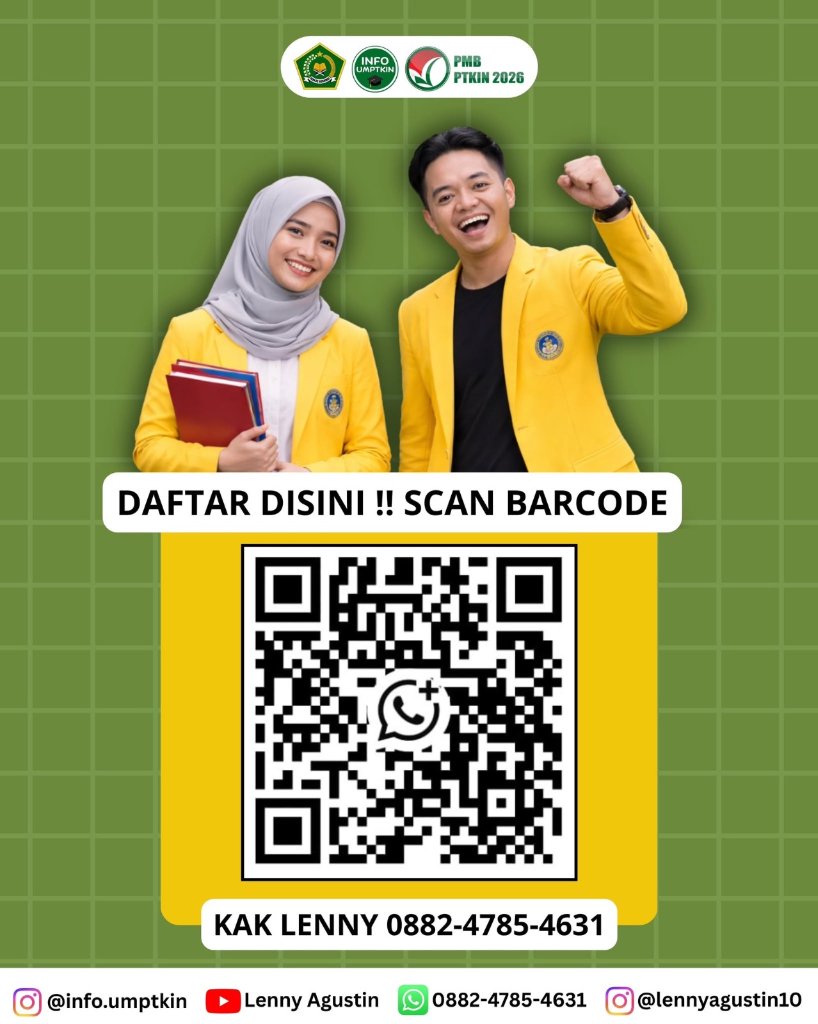 INFO
UMPTKIN
PMB
PTKIN 2026
DAFTAR DISINI !! SCAN BARCODE
KAK LENNY 0882-4785-4631
@info.umptkin
Lenny Agustin
0882-4785-4631
@lennyagustin10